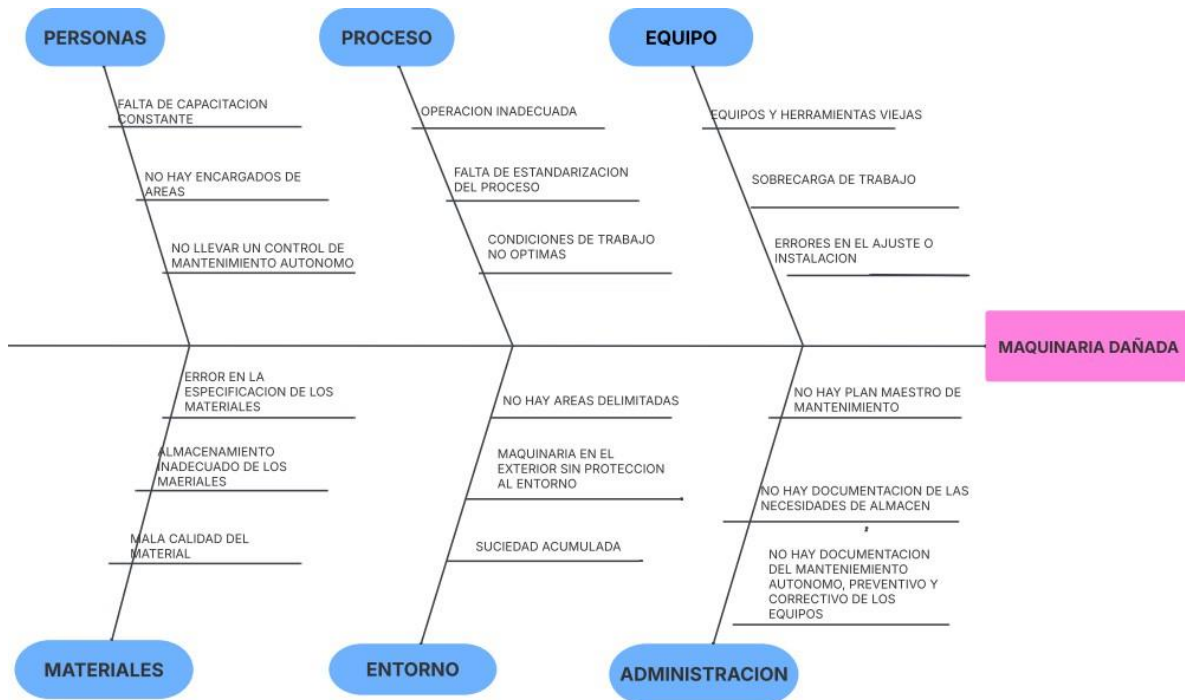 PERSONAS
PROCESO
EQUIPO
FALTA DE CAPACITACION
CONSTANTE
NO HAY ENCARGADOS DE
AREAS
NO LLEVAR UN CONTROL DE
MANTENIMIENTO AUTONOMO
OPERACION INADECUADA
FALTA DE ESTANDARIZACION
DEL PROCESO
CONDICIONES DE TRABAJO
NO OPTIMAS
EQUIPOS Y HERRAMIENTAS VIEJAS
SOBRECARGA DE TRABAJO
ERRORES EN EL AJUSTE O
INSTALACION
MAQUINARIA DAÑADA
ERROR EN LA
ESPECIFICACION DE LOS
MATERIALES
ALMACENAMIENTO
INADECUADO DE LOS
MAERIALES
MALA CALIDAD DEL
MATERIAL
NO HAY AREAS DELIMITADAS
MAQUINARIA EN EL
EXTERIOR SIN PROTECCION
AL ENTORNO
SUCIEDAD ACUMULADA
NO HAY PLAN MAESTRO DE
MANTENIMIENTO
NO HAY DOCUMENTACION DE LAS
NECESIDADES DE ALMACEN
NO HAY DOCUMENTACION
DEL MANTENIEMIENTO
AUTONOMO, PREVENTIVO Y
CORRECTIVO DE LOS
EQUIPOS
MATERIALES
ENTORNO
ADMINISTRACION